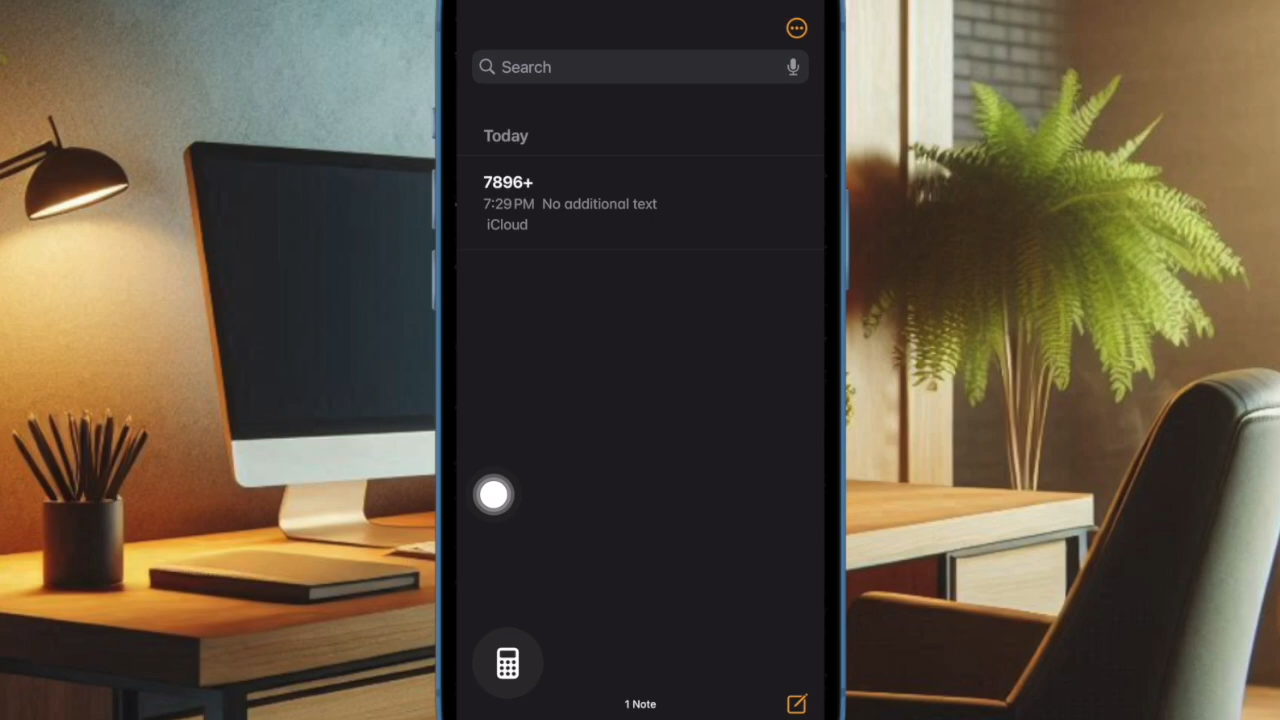 Search
Today
7896+
7:29 PM No additional text
iCloud
1 Note